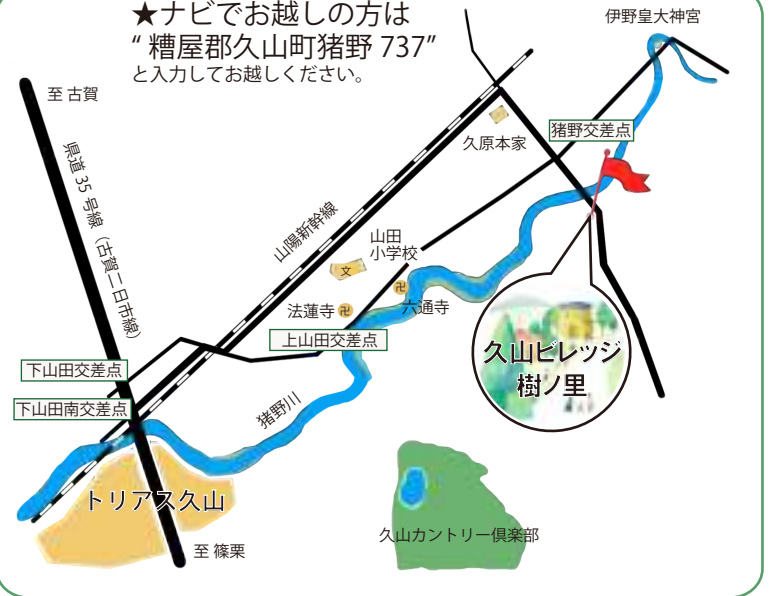 ★ナビでお越しの方は
“ 糟屋郡久山町猪野 737”
と入力してお越しください。
伊野皇大神宮
至 古賀
県道 35 号線（古賀二日市線）
久原本家
猪野交差点
山陽新幹線
山田
小学校
文
卍
法蓮寺
卍
六通寺
上山田交差点
久山ビレッジ
樹ノ里
下山田交差点
下山田南交差点
猪野川
トリアス久山
久山カントリー倶楽部
至 篠栗